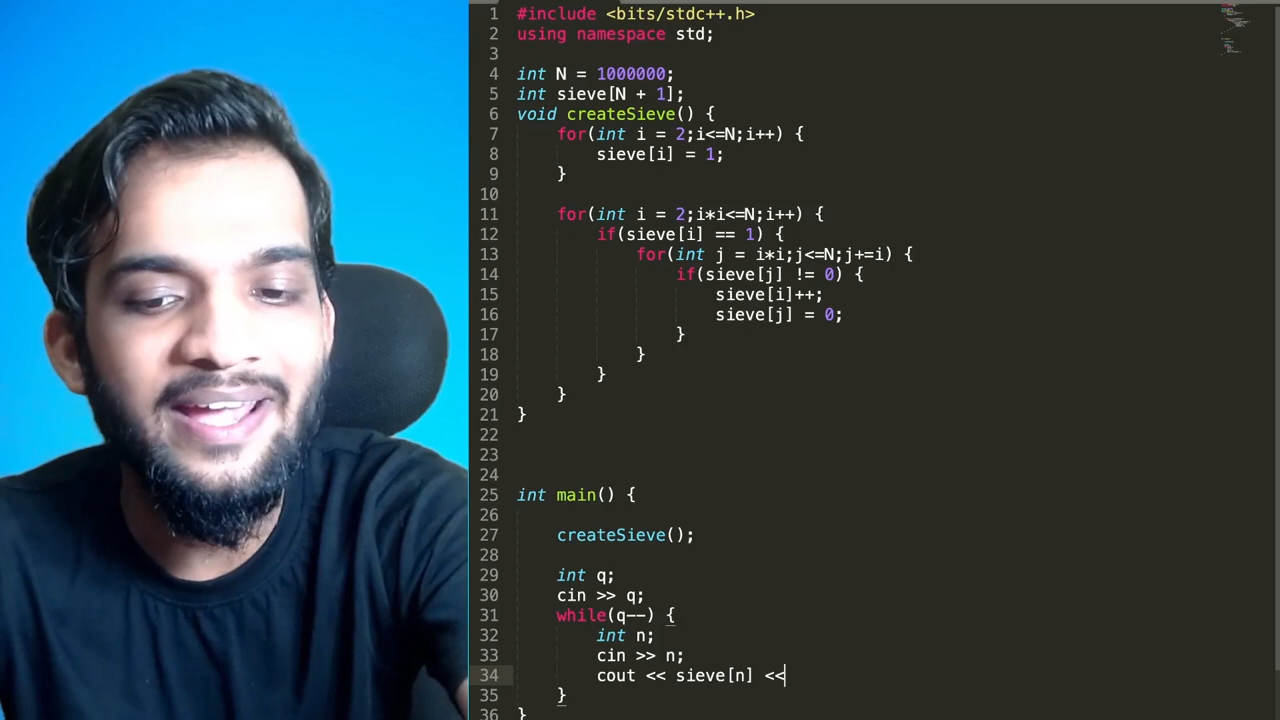 1 #include <bits/stdc++.h>
2 using namespace std;
3
4 int N = 1000000;
5 int sieve[N + 1];
6 void createSieve() {
7     for(int i = 2;i<=N;i++) {
8         sieve[i] = 1;
9     }
10
11     for(int i = 2;i*i<=N;i++) {
12         if(sieve[i] == 1) {
13             for(int j = i*i;j<=N;j+=i) {
14                 if(sieve[j] != 0) {
15                     sieve[i]++;
16                     sieve[j] = 0;
17                 }
18             }
19         }
20     }
21 }
22
23
24
25 int main() {
26
27     createSieve();
28
29     int q;
30     cin >> q;
31     while(q--) {
32         int n;
33         cin >> n;
34         cout << sieve[n] <<
35     }
36 }